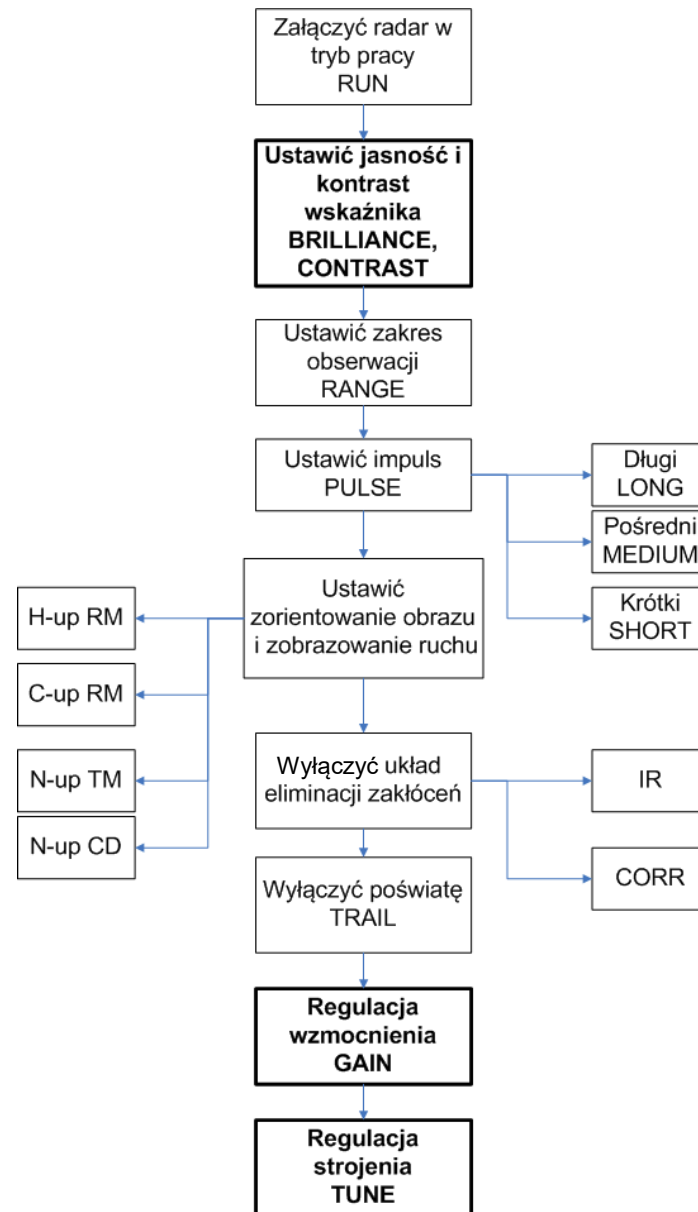 Załączyć radar w
tryb pracy
RUN
Ustawić jasność i
kontrast
wskaźnika
BRILLIANCE,
CONTRAST
Ustawić zakres
obserwacji
RANGE
Ustawić impuls
PULSE
Długi
LONG
Pośredni
MEDIUM
Krótki
SHORT
Ustawić
zorientowanie obrazu
i zobrazowanie ruchu
H-up RM
C-up RM
N-up TM
N-up CD
Wyłączyć układ
eliminacji zakłóceń
IR
CORR
Wyłączyć poświatę
TRAIL
Regulacja
wzmocnienia
GAIN
Regulacja
strojenia
TUNE